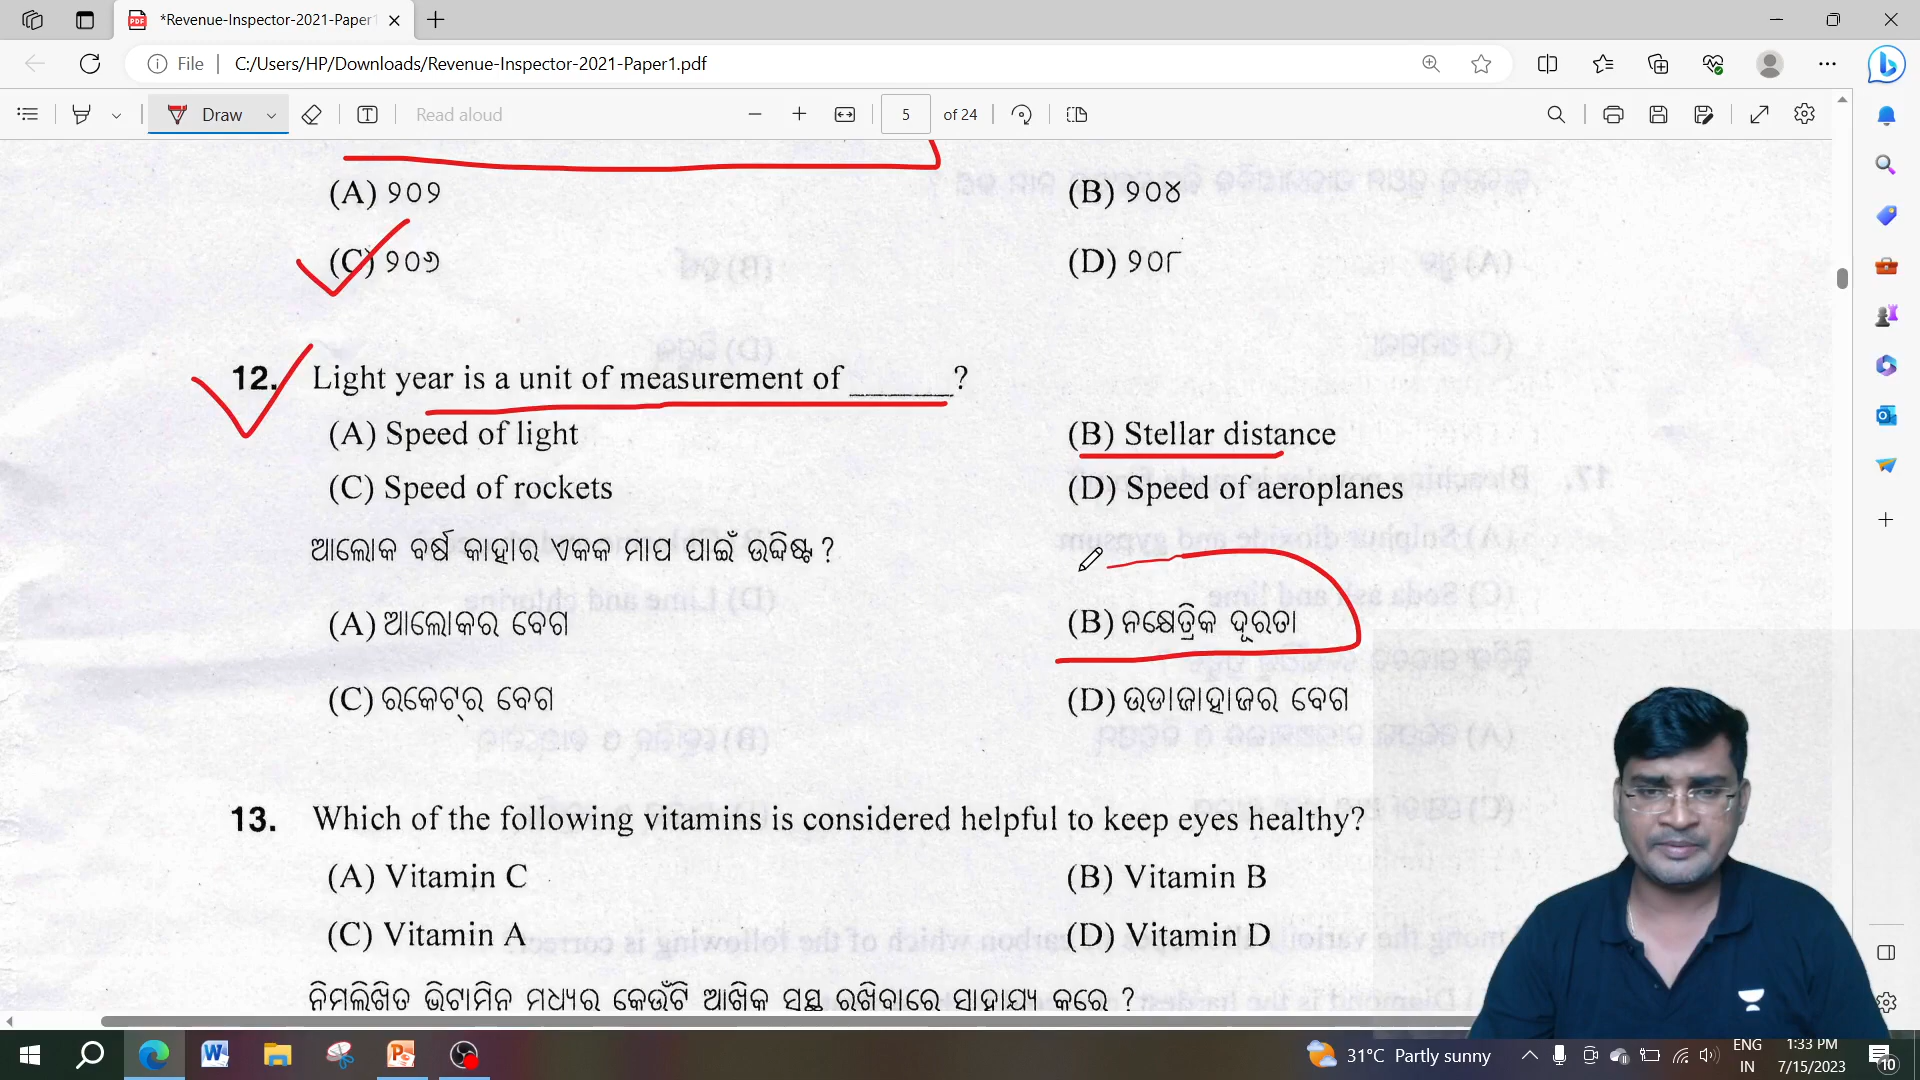 *Revenue-Inspector-2021-Paper1
File
C:/Users/HP/Downloads/Revenue-Inspector-2021-Paper1.pdf
Draw
Read aloud
5 of 24
(A) ୨୦୨ (B) ୨୦୪
(C) ୨୦୬ (D) ୨୦୮
12. Light year is a unit of measurement of ______ ?
(A) Speed of light (B) Stellar distance
(C) Speed of rockets (D) Speed of aeroplanes
ଆଲୋକ ବର୍ଷ କାହାର ଏକକ ମାପ ପାଇଁ ଉଦ୍ଦିଷ୍ଟ ?
(A) ଆଲୋକର ବେଗ (B) ନକ୍ଷେତ୍ରିକ ଦୂରତା
(C) ରକେଟ୍‌ର ବେଗ (D) ଉଡାଜାହାଜର ବେଗ
13. Which of the following vitamins is considered helpful to keep eyes healthy?
(A) Vitamin C (B) Vitamin B
(C) Vitamin A (D) Vitamin D
ନିମଲିଖିତ ଭିଟାମିନ ମଧ୍ୟର କେଉଁଟି ଆଖିକ ସୁସ୍ଥ ରଖିବାରେ ସାହାଯ୍ୟ କରେ ?
31°C Partly sunny
ENG
IN
1:33 PM
7/15/2023
10